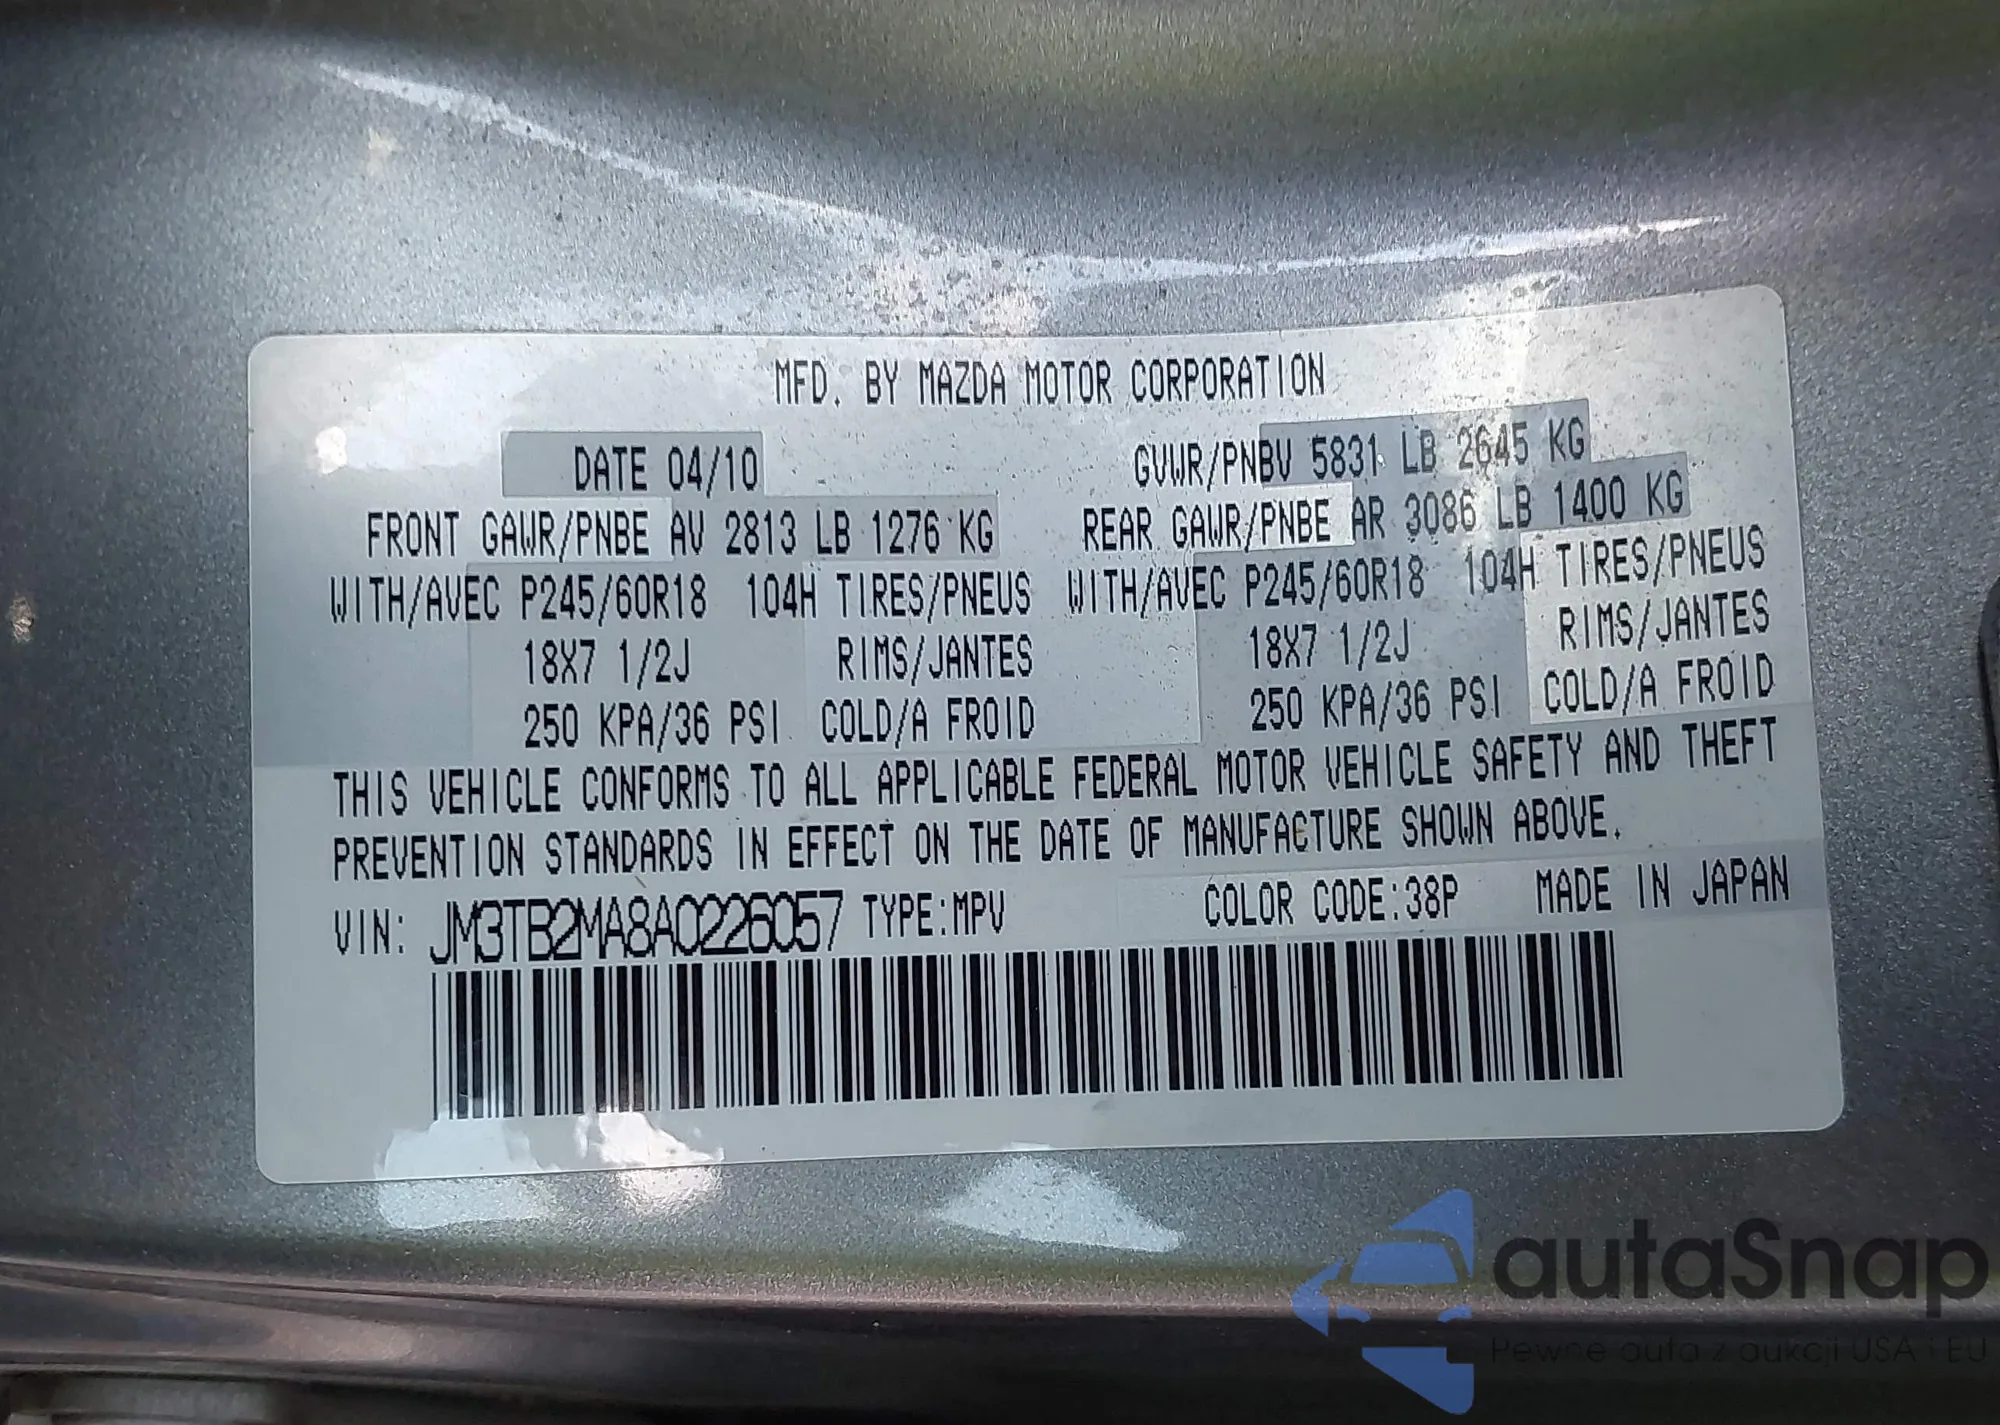 MFD. BY MAZDA MOTOR CORPORATION
DATE 04/10 GVWR/PNBV 5831 LB 2645 KG
FRONT GAWR/PNBE AV 2813 LB 1276 KG REAR GAWR/PNBE AR 3086 LB 1400 KG
WITH/AVEC P245/60R18 104H TIRES/PNEUS WITH/AVEC P245/60R18 104H TIRES/PNEUS
18X7 1/2J RIMS/JANTES 18X7 1/2J RIMS/JANTES
250 KPA/36 PSI COLD/A FROID 250 KPA/36 PSI COLD/A FROID
THIS VEHICLE CONFORMS TO ALL APPLICABLE FEDERAL MOTOR VEHICLE SAFETY AND THEFT
PREVENTION STANDARDS IN EFFECT ON THE DATE OF MANUFACTURE SHOWN ABOVE.
VIN: JM3TB2MA8A0226057 TYPE:MPV COLOR CODE:38P MADE IN JAPAN
autaSnap
Pewne auta z aukcji USA i EU